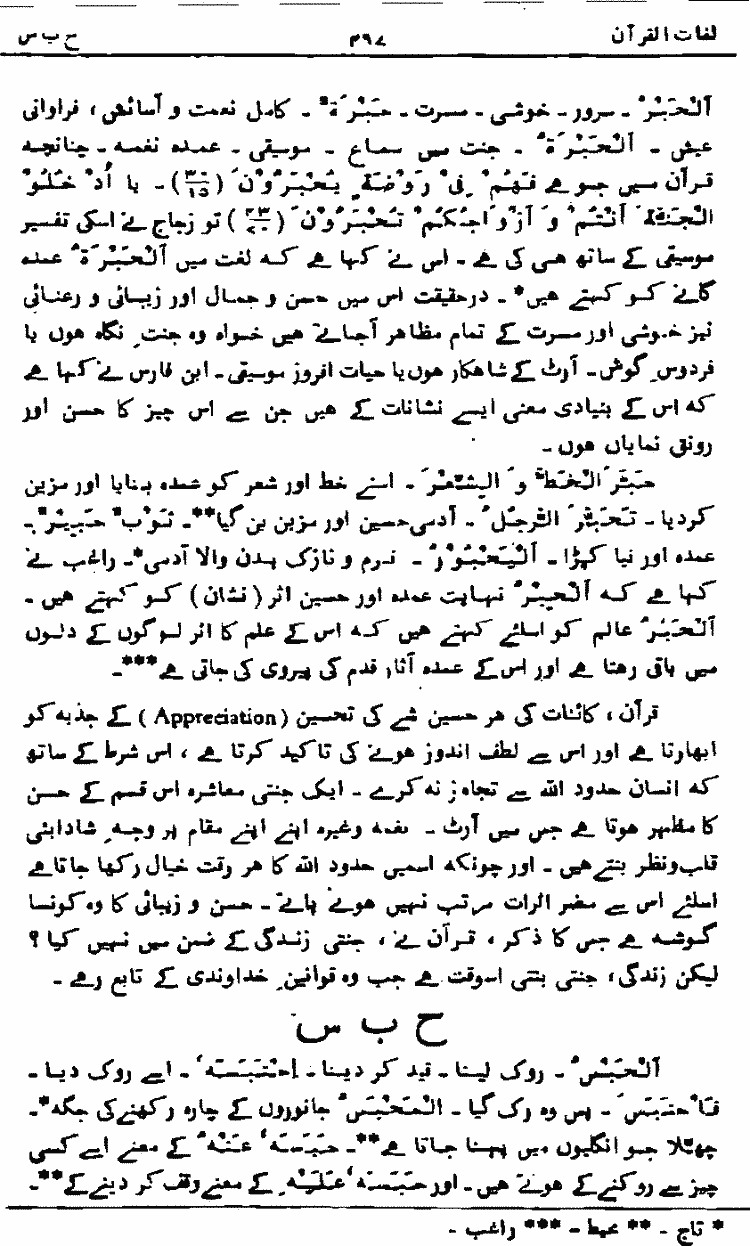 لغات القرآن ۴۶۷ ح ب س
اَلْحَبْرُ ۔ سرور۔ خوشی ۔ مسرت ۔ حَبْرَۃٌ* ۔ کامل نعمت و آسائش ، فراوانی
عیش ۔ اَلْحَبْرَۃُ ۔ جنت میں سماع ۔ موسیقی ۔ عمدہ نغمہ ۔ چنانچہ
قرآن میں جو ہے فَهُمْ فِیْ رَوْضَۃٍ یُّحْبَرُوْنَ (۳۰/۱۵) ۔ یا اُدْخُلُوا
الْجَنَّۃَ اَنْتُمْ وَ اَزْوَاجُکُمْ تُحْبَرُوْنَ (۴۳/۷۰) تو زجاج نے اسکی تفسیر
موسیقی کے ساتھ ہی کی ہے ۔ اس نے کہا ہے کہ لغت میں اَلْحَبْرَۃُ عمدہ
گانے کو کہتے ہیں* ۔ درحقیقت اس میں حسن و جمال اور زیبائی و رعنائی
نیز خوشی اور مسرت کے تمام مظاہر آجاتے ہیں خواہ وہ جنتِ نگاہ ہوں یا
فردوسِ گوش۔ آرٹ کے شاھکار ہوں یا حیات افروز موسیقی۔ ابن فارس نے کہا ہے
کہ اس کے بنیادی معنی ایسے نشانات کے ہیں جن سے اس چیز کا حسن اور
رونق نمایاں ہوں ۔
حَبَّرَ الْخَطَّ وَ الشِّعْرَ ۔ اسنے خط اور شعر کو عمدہ بنایا اور مزین
کردیا ۔ تَحَبَّرَ الرَّجُلُ ۔ آدمی حسین اور مزین بن گیا**۔ ثَوْبٌ حَبِیْرٌ ۔
عمدہ اور نیا کپڑا ۔ اَلْیَحْبُوْرُ ۔ نرم و نازک بدن والا آدمی*۔ راغب نے
کہا ہے کہ اَلْحِبْرُ نہایت عمدہ اور حسین اثر (نشان) کو کہتے ہیں ۔
اَلْحَبْرُ عالم کو اسلئے کہتے ہیں کہ اس کے علم کا اثر لوگوں کے دلوں
میں باقی رہتا ہے اور اس کے عمدہ آثار قدم کی پیروی کی جاتی ہے***۔
قرآن ، کائنات کی ہر حسین شے کی تحسین (Appreciation) کے جذبہ کو
ابھارتا ہے اور اس سے لطف اندوز ہونے کی تاکید کرتا ہے ، اس شرط کے ساتھ
کہ انسان حدود اللہ سے تجاوز نہ کرے ۔ ایک جنتی معاشرہ اس قسم کے حسن
کا مظہر ہوتا ہے جس میں آرٹ ۔ نغمہ وغیرہ اپنے اپنے مقام پر وجہِ شادابئی
قلب و نظر بنتے ہیں ۔ اور چونکہ اسمیں حدود اللہ کا ہر وقت خیال رکھا جاتا ہے
اسلئے اس سے مضر اثرات مرتب نہیں ہونے پاتے ۔ حسن و زیبائی کا وہ کونسا
گوشہ ہے جس کا ذکر ، قرآن نے ، جنتی زندگی کے ضمن میں نہیں کیا ؟
لیکن زندگی ، جنتی بنتی اسوقت ہے جب وہ قوانینِ خداوندی کے تابع رہے ۔
ح ب س
اَلْحَبْسُ ۔ روک لینا ۔ قید کر دینا ۔ اِحْتَبَسَہٗ ۔ اسے روک دیا ۔
فَاحْتَبَسَ ۔ پس وہ رک گیا ۔ اَلْمَحْبَسُ جانوروں کے چارہ رکھنے کی جگہ*۔
چھلا جو انگلیوں میں پہنا جاتا ہے**۔ حَبَسَہٗ عَنْہُ کے معنے اسے کسی
چیز سے روکنے کے ہوتے ہیں۔ اور حَبَسَہٗ عَلَیْہِ کے معنے وقف کر دینے کے**۔
* تاج ۔ ** محیط ۔ *** راغب ۔